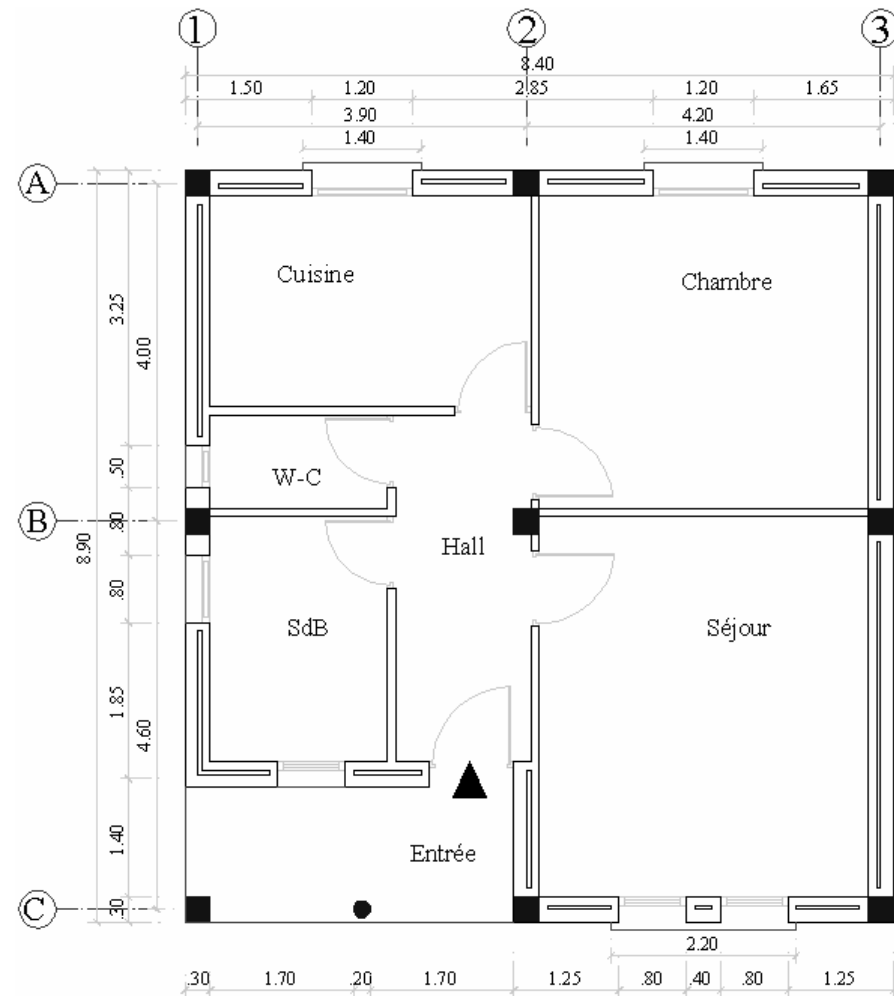 1 2 3
8.40
1.50 1.20 2.85 1.20 1.65
3.90 4.20
1.40 1.40
A
Cuisine
Chambre
3.25
4.00
.50
W-C
B
.80
Hall
8.90
.80
SdB
Séjour
1.85
4.60
1.40
Entrée
C
.30
2.20
.30 1.70 .20 1.70 1.25 .80 .40 .80 1.25